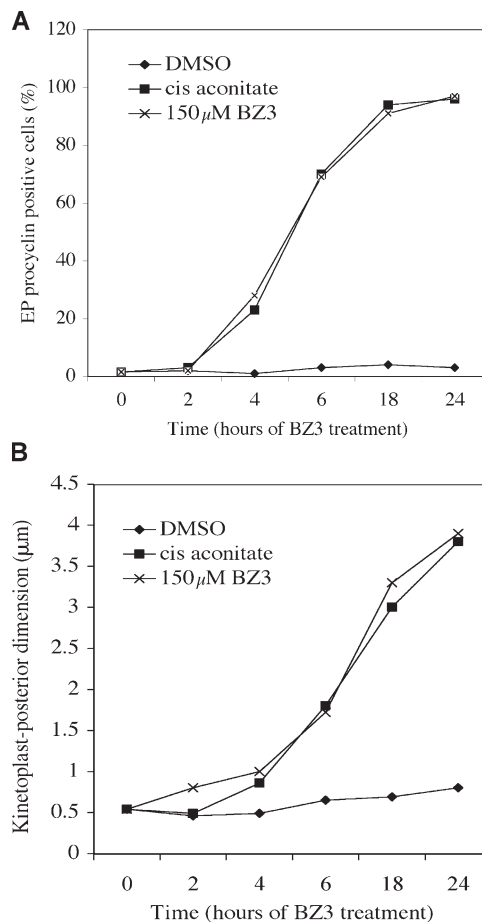 A
120
100
80
60
40
20
0
EP procyclin positive cells (%)
DMSO
cis aconitate
150μM BZ3
0 2 4 6 18 24
Time (hours of BZ3 treatment)
B
4.5
4
3.5
3
2.5
2
1.5
1
0.5
0
Kinetoplast-posterior dimension (μm)
DMSO
cis aconitate
150μM BZ3
0 2 4 6 18 24
Time (hours of BZ3 treatment)